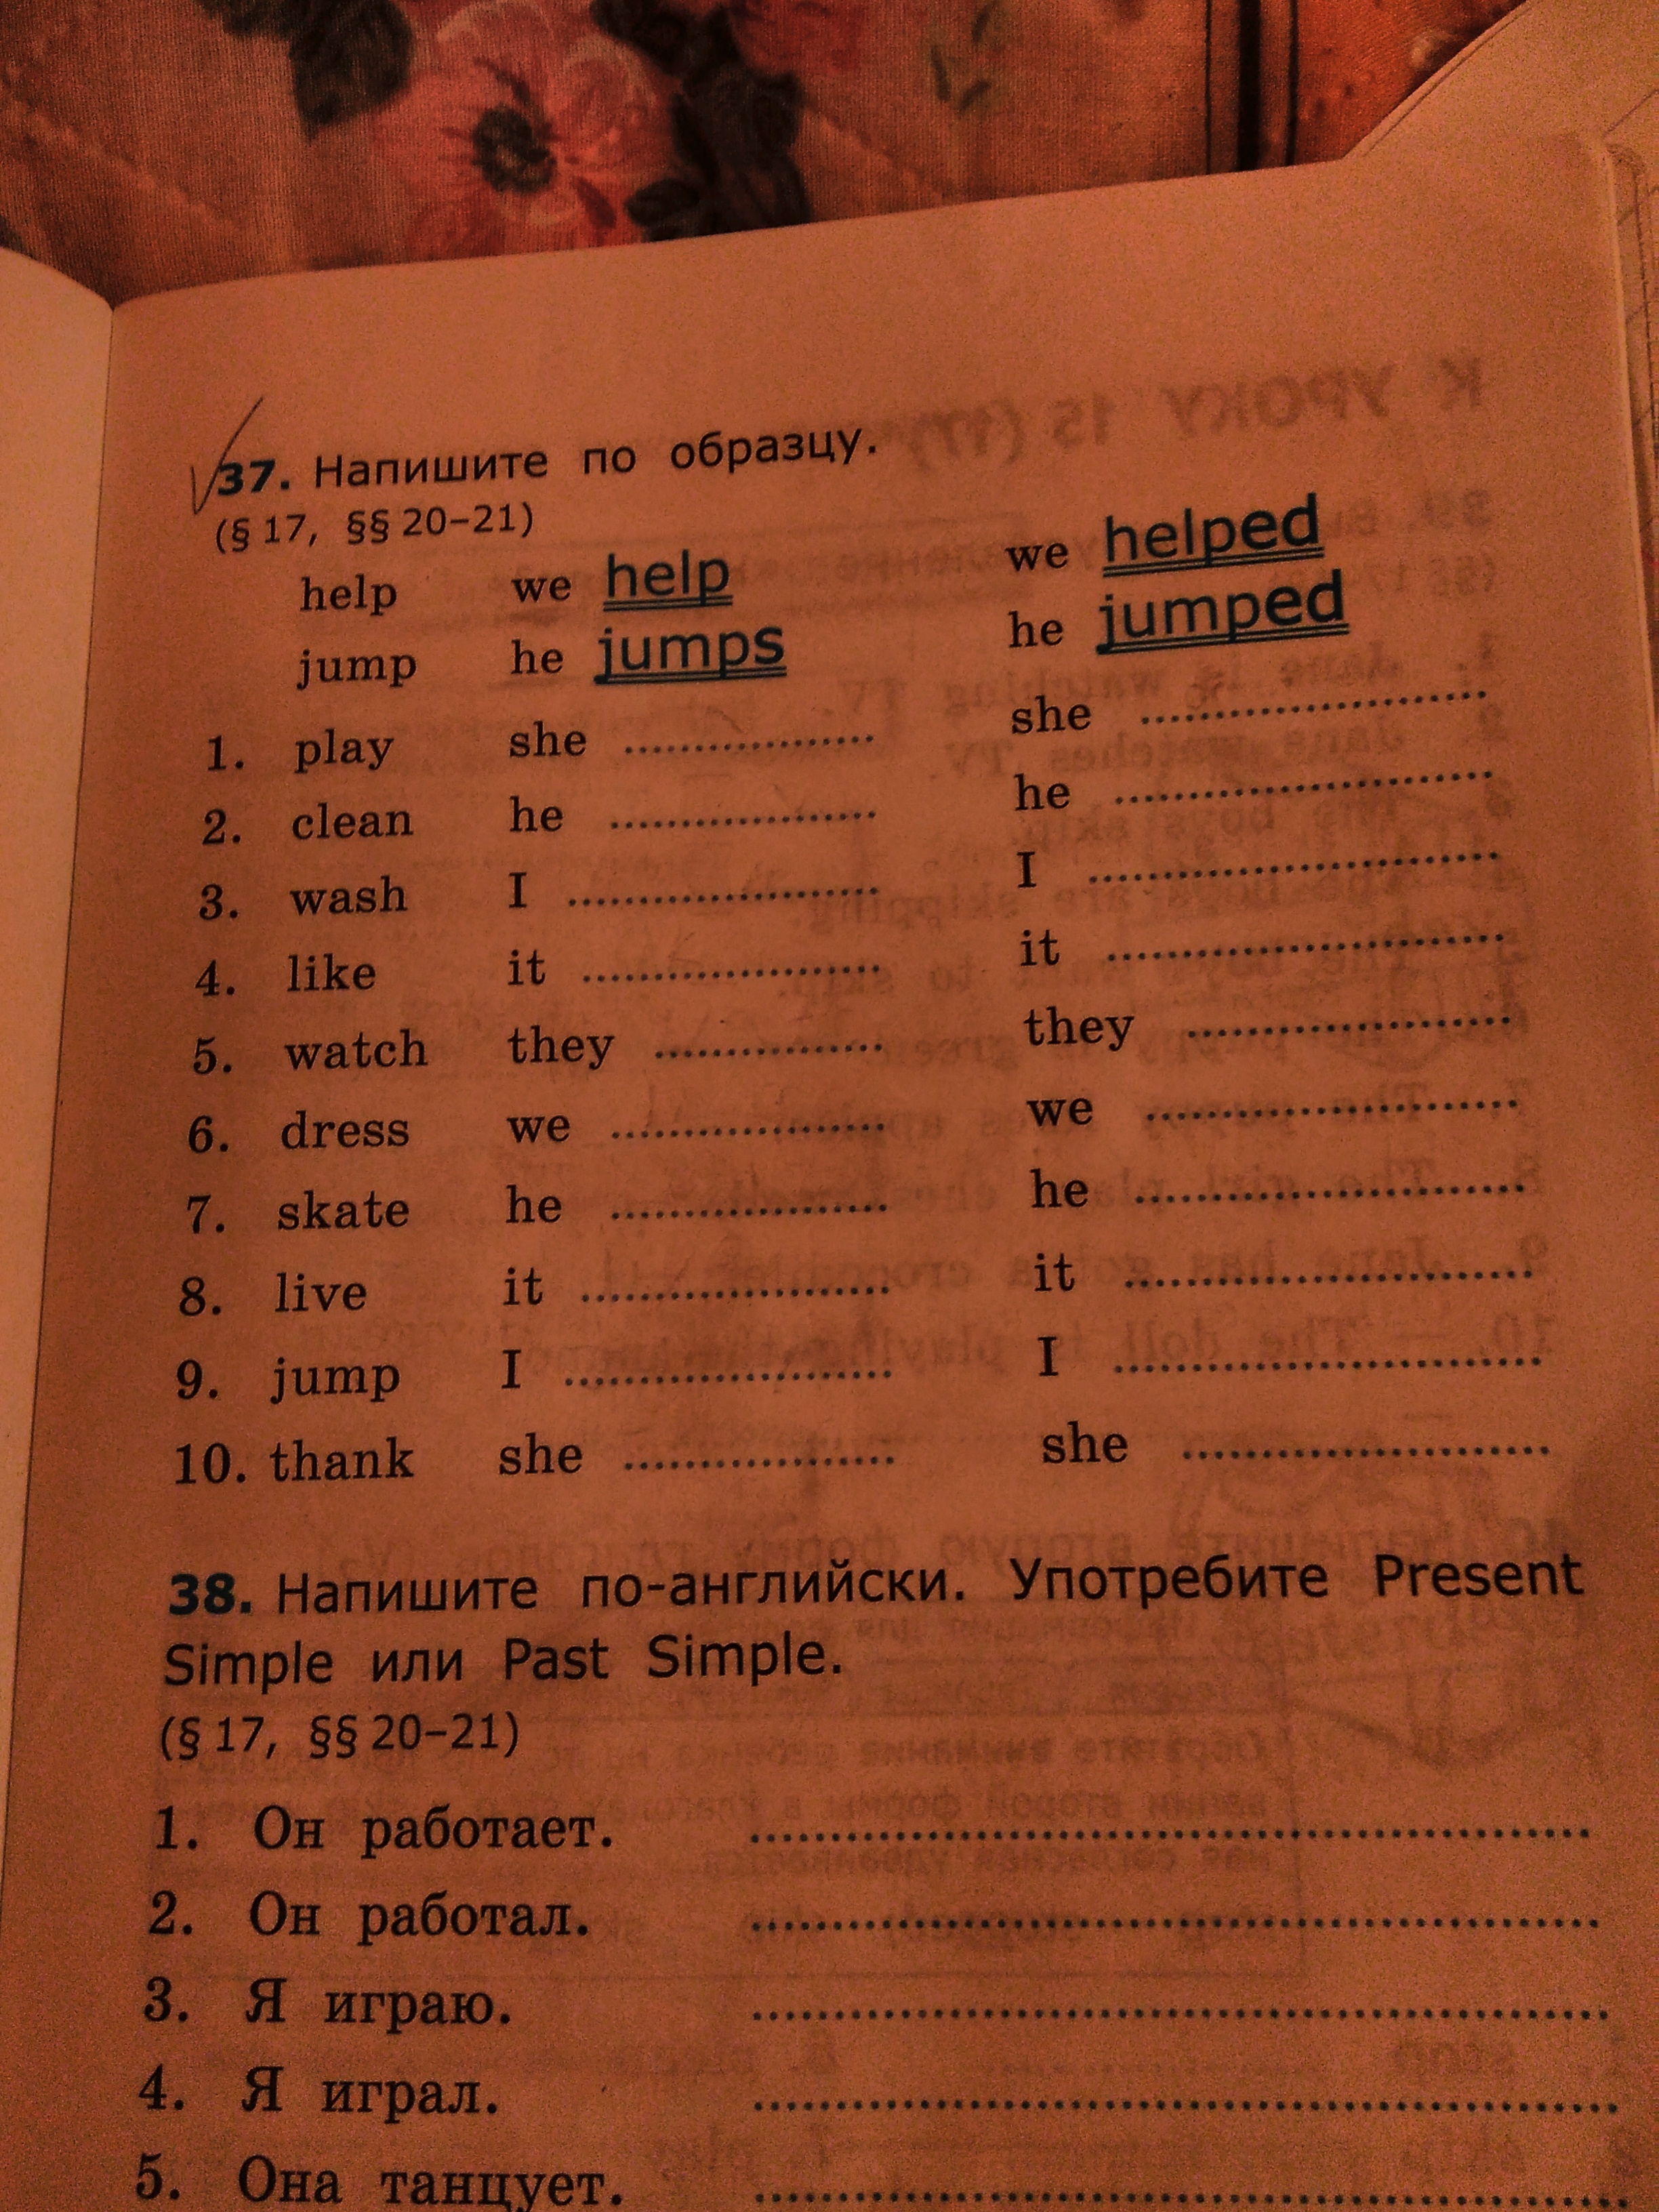 37. Напишите по образцу.
(§ 17, §§ 20–21)
help we help we helped
jump he jumps he jumped
1. play she .................. she ..................
2. clean he .................. he ..................
3. wash I .................. I ..................
4. like it .................. it ..................
5. watch they .................. they ..................
6. dress we .................. we ..................
7. skate he .................. he ..................
8. live it .................. it ..................
9. jump I .................. I ..................
10. thank she .................. she ..................
38. Напишите по-английски. Употребите Present
Simple или Past Simple.
(§ 17, §§ 20–21)
1. Он работает. ..................
2. Он работал. ..................
3. Я играю. ..................
4. Я играл. ..................
5. Она танцует. ..................